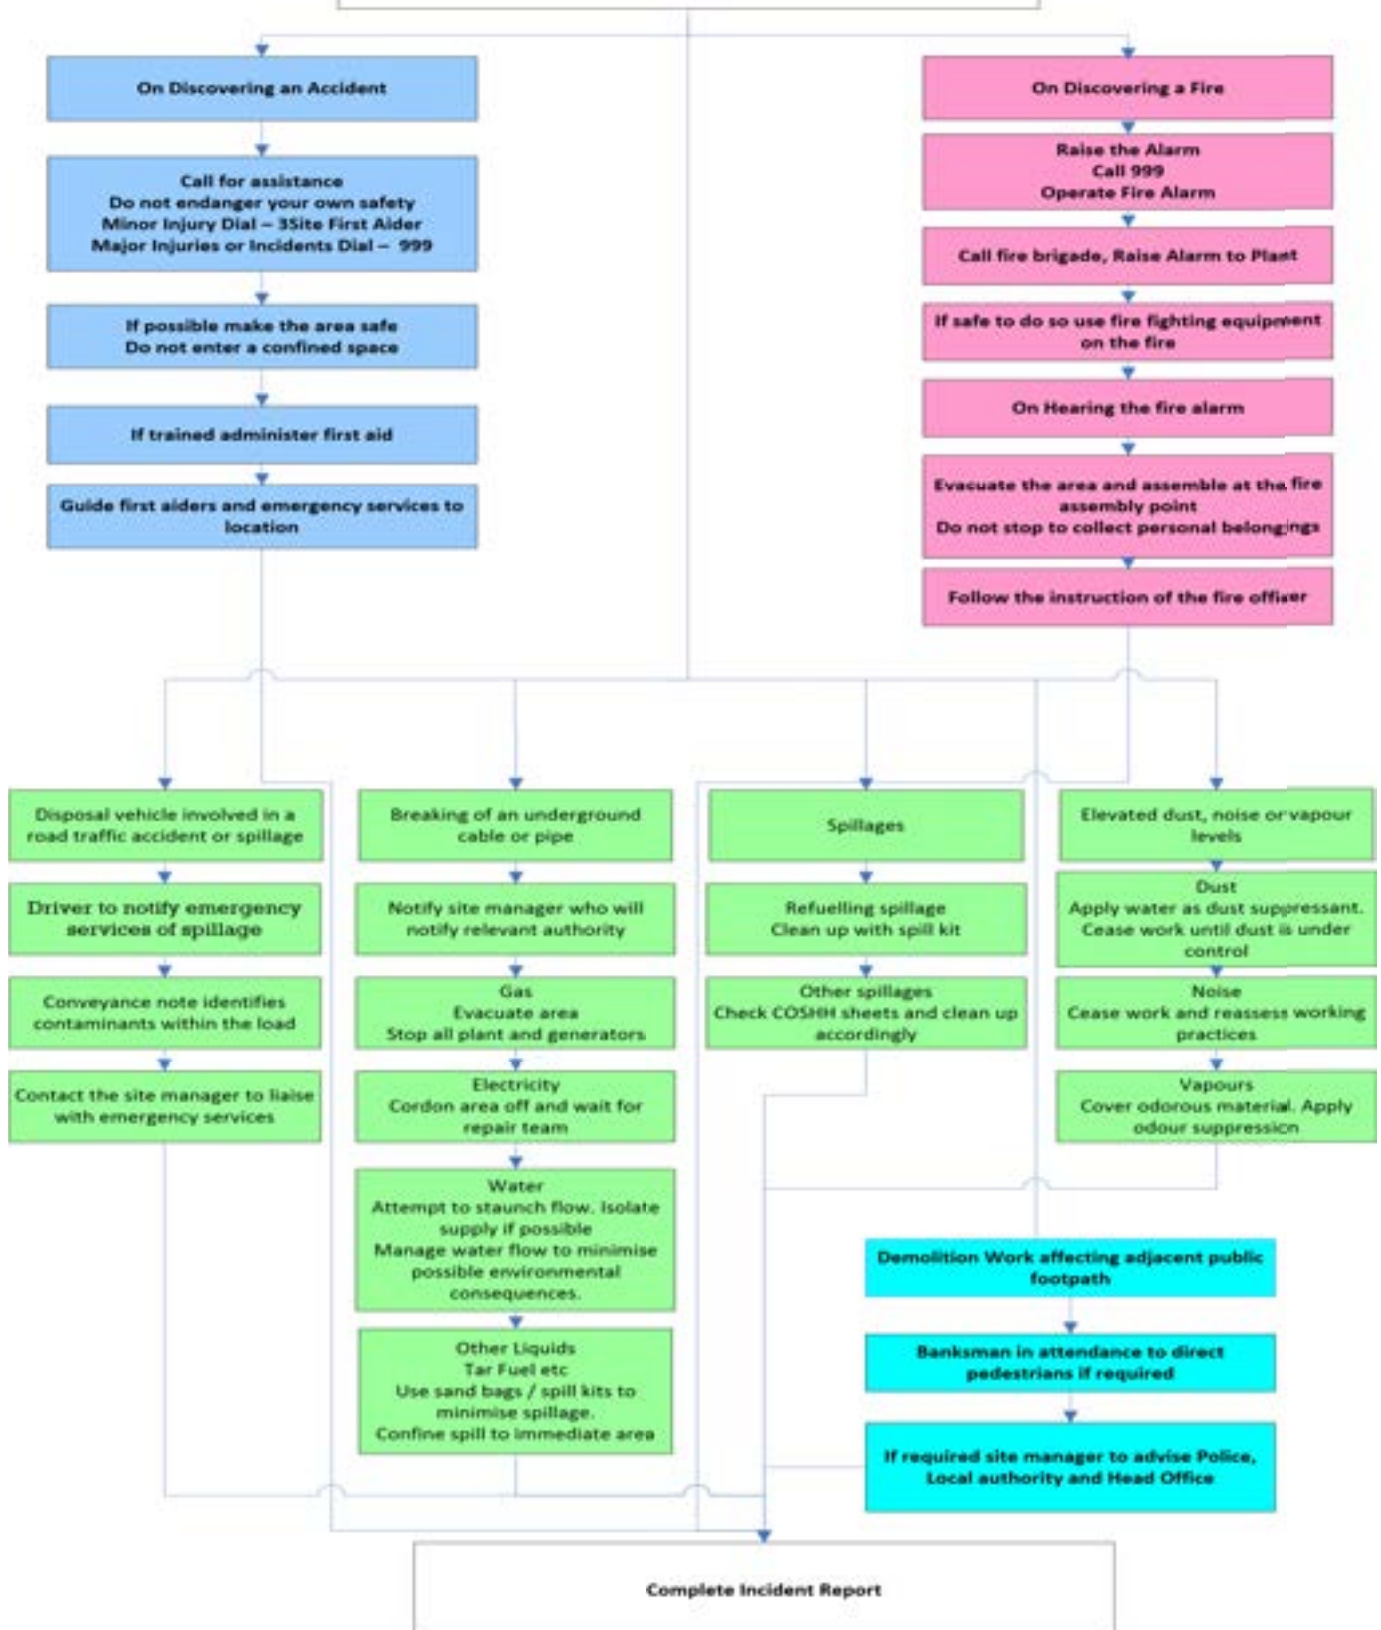 On Discovering an Accident
Call for assistance
Do not endanger your own safety
Minor Injury Dial – 3Site First Aider
Major Injuries or Incidents Dial – 999
If possible make the area safe
Do not enter a confined space
If trained administer first aid
Guide first aiders and emergency services to
location
On Discovering a Fire
Raise the Alarm
Call 999
Operate Fire Alarm
Call fire brigade, Raise Alarm to Plant
If safe to do so use fire fighting equipment
on the fire
On Hearing the fire alarm
Evacuate the area and assemble at the fire
assembly point
Do not stop to collect personal belongings
Follow the instruction of the fire officer
Disposal vehicle involved in a
road traffic accident or spillage
Driver to notify emergency
services of spillage
Conveyance note identifies
contaminants within the load
Contact the site manager to liaise
with emergency services
Breaking of an underground
cable or pipe
Notify site manager who will
notify relevant authority
Gas
Evacuate area
Stop all plant and generators
Electricity
Cordon area off and wait for
repair team
Water
Attempt to staunch flow. Isolate
supply if possible
Manage water flow to minimise
possible environmental
consequences.
Other Liquids
Tar Fuel etc
Use sand bags / spill kits to
minimise spillage.
Confine spill to immediate area
Spillages
Refuelling spillage
Clean up with spill kit
Other spillages
Check COSHH sheets and clean up
accordingly
Elevated dust, noise or vapour
levels
Dust
Apply water as dust suppressant.
Cease work until dust is under
control
Noise
Cease work and reassess working
practices
Vapours
Cover odorous material. Apply
odour suppression
Demolition Work affecting adjacent public
footpath
Banksman in attendance to direct
pedestrians if required
If required site manager to advise Police,
Local authority and Head Office
Complete Incident Report